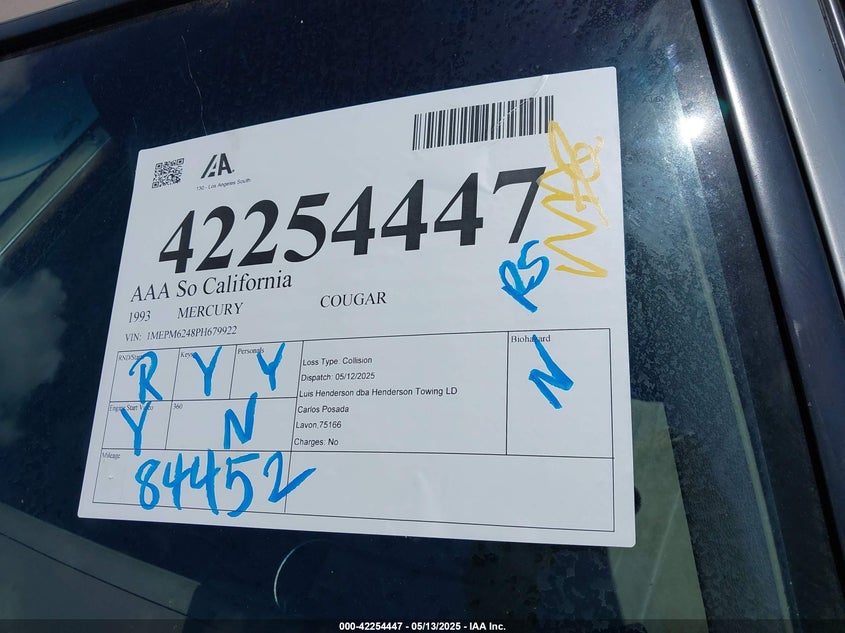 IAA.
130 - Los Angeles South
42254447
AAA So California
1993 MERCURY COUGAR
VIN: 1MEPM6248PH679922
RS
RND/Start
R
Keys
Y
Personals
Y
Loss Type: Collision
Dispatch: 05/12/2025
Luis Henderson dba Henderson Towing LD
Carlos Posada
Lavon,75166
Charges: No
Biohazard
N
Engine Start Video
Y
360
N
Mileage
84452
000-42254447 - 05/13/2025 - IAA Inc.